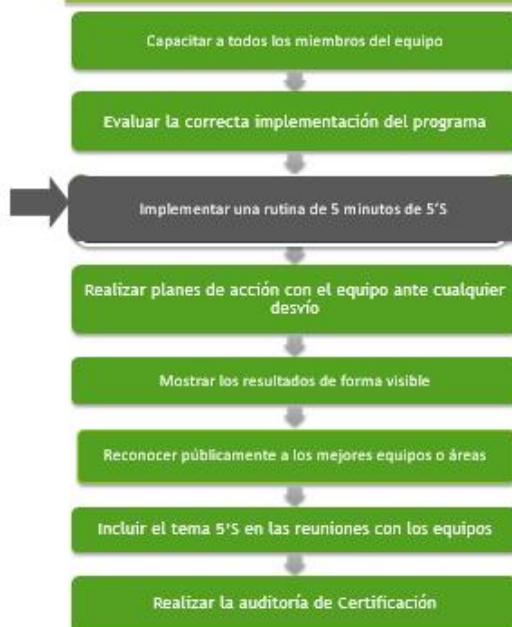 Capacitar a todos los miembros del equipo
Evaluar la correcta implementación del programa
Implementar una rutina de 5 minutos de 5'S
Realizar planes de acción con el equipo ante cualquier
desvío
Mostrar los resultados de forma visible
Reconocer públicamente a los mejores equipos o áreas
Incluir el tema 5'S en las reuniones con los equipos
Realizar la auditoría de Certificación